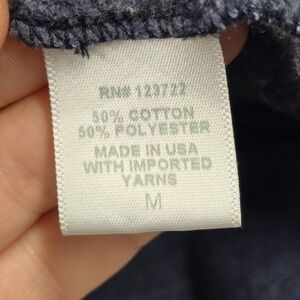 RN# 123722
50% COTTON
50% POLYESTER
MADE IN USA
WITH IMPORTED
YARNS
M